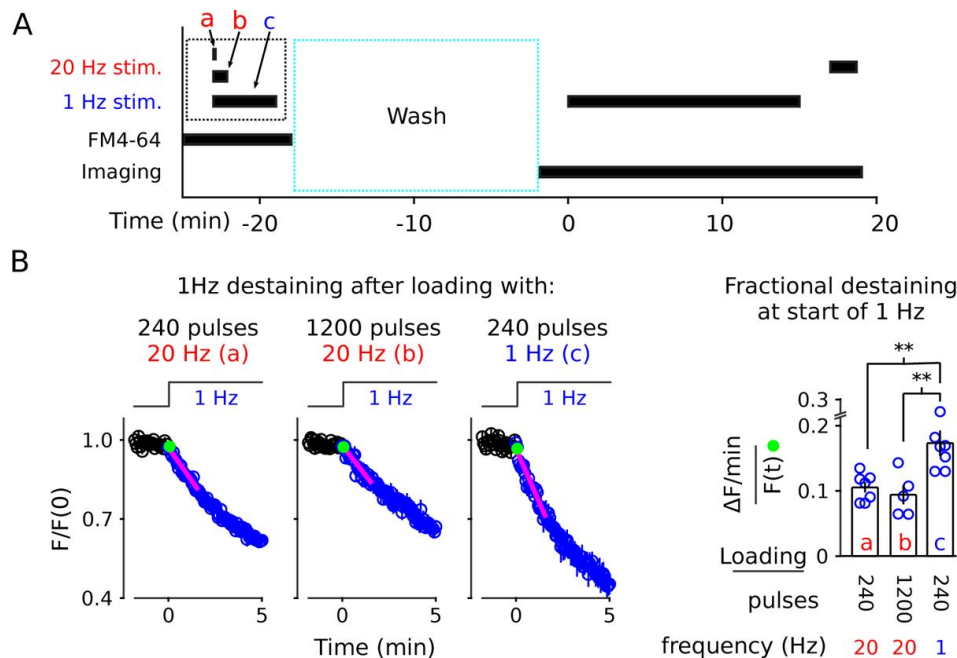 A
a b c
20 Hz stim.
1 Hz stim.
FM4-64
Imaging
Wash
Time (min) -20 -10 0 10 20
B
1Hz destaining after loading with:
240 pulses 1200 pulses 240 pulses
20 Hz (a) 20 Hz (b) 1 Hz (c)
1 Hz 1 Hz 1 Hz
F/F(0)
1.0
0.7
0.4
0 5 0 5 0 5
Time (min)
Fractional destaining
at start of 1 Hz
**
**
ΔF/min
F(t)
0.3
0.2
0.1
0
a b c
Loading
pulses 240 1200 240
frequency (Hz) 20 20 1